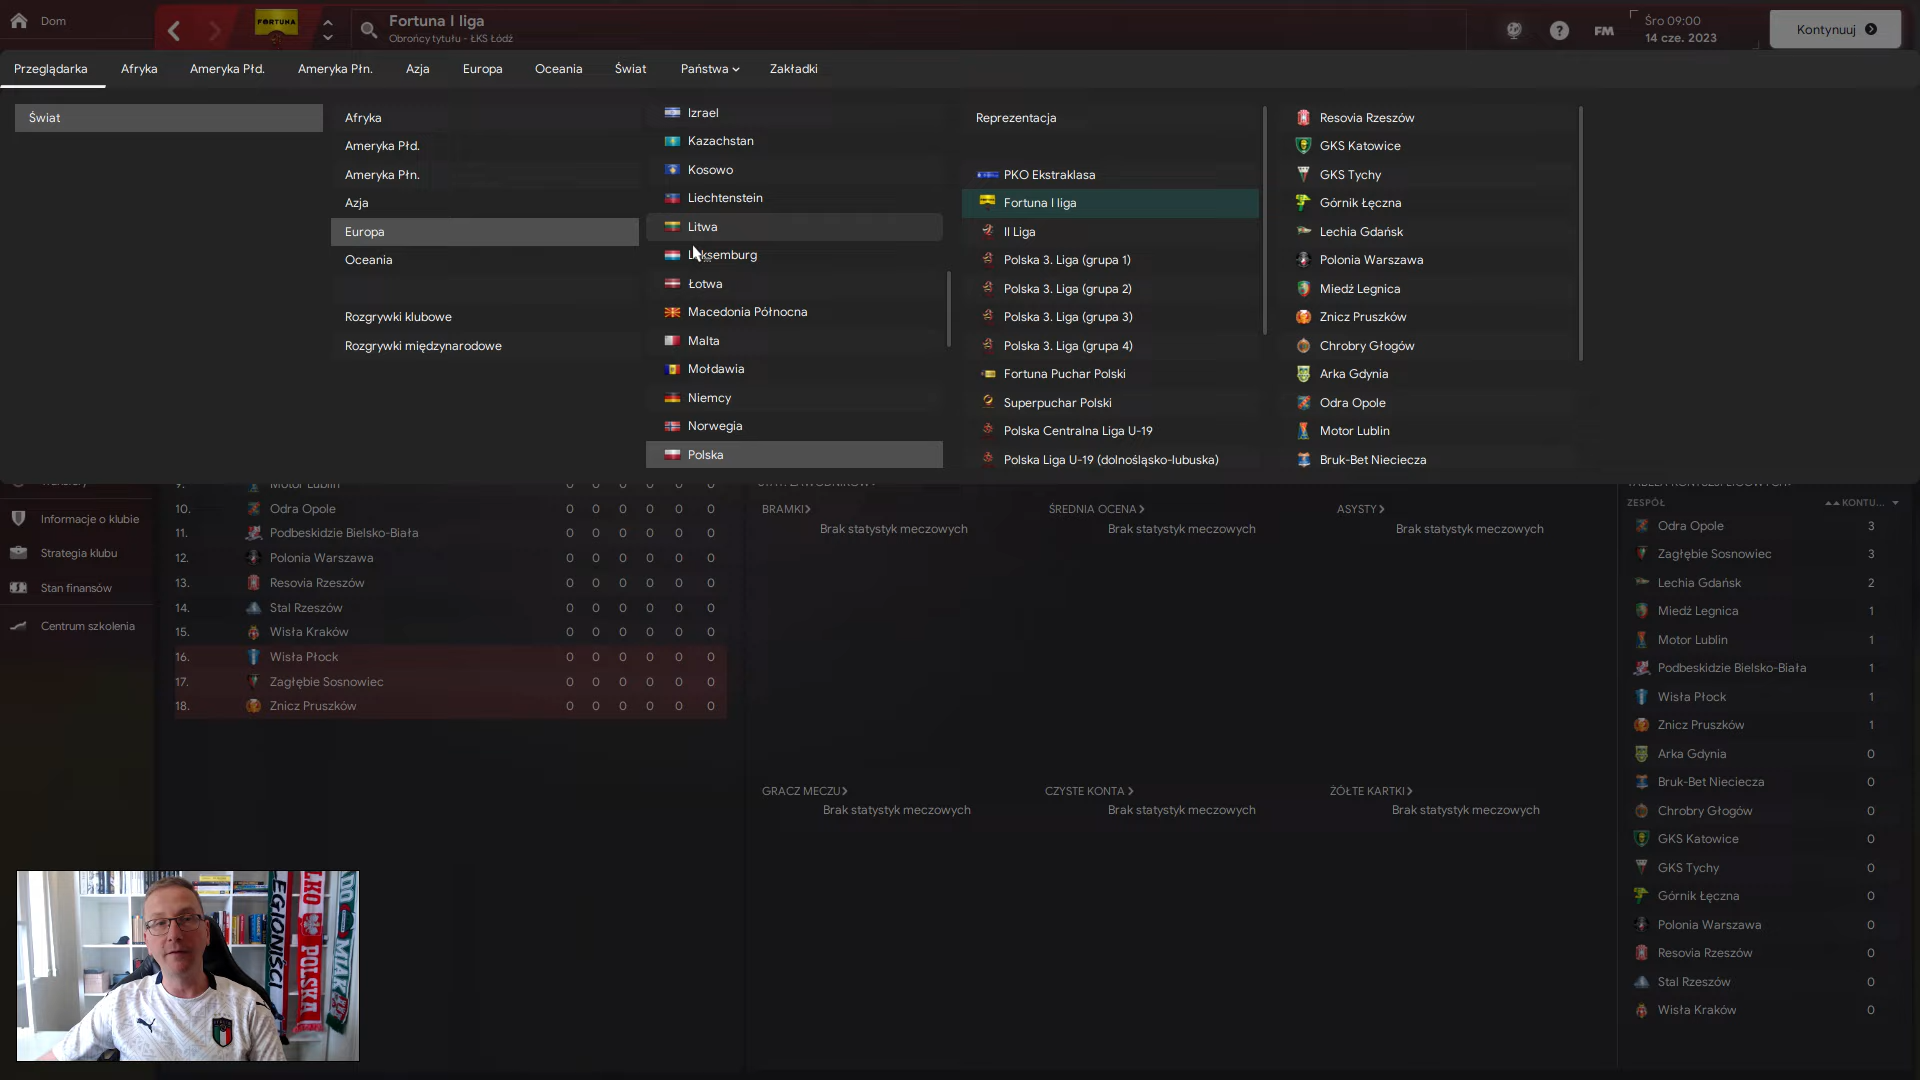 Dom
FORTUNA
Fortuna I liga
Obrońcy tytułu - ŁKS Łódź
?
FM
Śro 09:00
14 cze. 2023
Kontynuuj
Przeglądarka
Afryka
Ameryka Płd.
Ameryka Płn.
Azja
Europa
Oceania
Świat
Państwa
Zakładki
Świat
Afryka
Ameryka Płd.
Ameryka Płn.
Azja
Europa
Oceania
Rozgrywki klubowe
Rozgrywki międzynarodowe
Izrael
Kazachstan
Kosowo
Liechtenstein
Litwa
Luksemburg
Łotwa
Macedonia Północna
Malta
Mołdawia
Niemcy
Norwegia
Polska
Reprezentacja
PKO Ekstraklasa
Fortuna I liga
II Liga
Polska 3. Liga (grupa 1)
Polska 3. Liga (grupa 2)
Polska 3. Liga (grupa 3)
Polska 3. Liga (grupa 4)
Fortuna Puchar Polski
Superpuchar Polski
Polska Centralna Liga U-19
Polska Liga U-19 (dolnośląsko-lubuska)
Resovia Rzeszów
GKS Katowice
GKS Tychy
Górnik Łęczna
Lechia Gdańsk
Polonia Warszawa
Miedź Legnica
Znicz Pruszków
Chrobry Głogów
Arka Gdynia
Odra Opole
Motor Lublin
Bruk-Bet Nieciecza
Informacje o klubie
Strategia klubu
Stan finansów
Centrum szkolenia
9. Motor Lublin 0 0 0 0 0 0
10. Odra Opole 0 0 0 0 0 0
11. Podbeskidzie Bielsko-Biała 0 0 0 0 0 0
12. Polonia Warszawa 0 0 0 0 0 0
13. Resovia Rzeszów 0 0 0 0 0 0
14. Stal Rzeszów 0 0 0 0 0 0
15. Wisła Kraków 0 0 0 0 0 0
16. Wisła Płock 0 0 0 0 0 0
17. Zagłębie Sosnowiec 0 0 0 0 0 0
18. Znicz Pruszków 0 0 0 0 0 0
BRAMKI
Brak statystyk meczowych
ŚREDNIA OCENA
Brak statystyk meczowych
ASYSTY
Brak statystyk meczowych
GRACZ MECZU
Brak statystyk meczowych
CZYSTE KONTA
Brak statystyk meczowych
ŻÓŁTE KARTKI
Brak statystyk meczowych
ZESPÓŁ KONTU...
Odra Opole 3
Zagłębie Sosnowiec 3
Lechia Gdańsk 2
Miedź Legnica 1
Motor Lublin 1
Podbeskidzie Bielsko-Biała 1
Wisła Płock 1
Znicz Pruszków 1
Arka Gdynia 0
Bruk-Bet Nieciecza 0
Chrobry Głogów 0
GKS Katowice 0
GKS Tychy 0
Górnik Łęczna 0
Polonia Warszawa 0
Resovia Rzeszów 0
Stal Rzeszów 0
Wisła Kraków 0
EGIONIŚCI
POLSKA